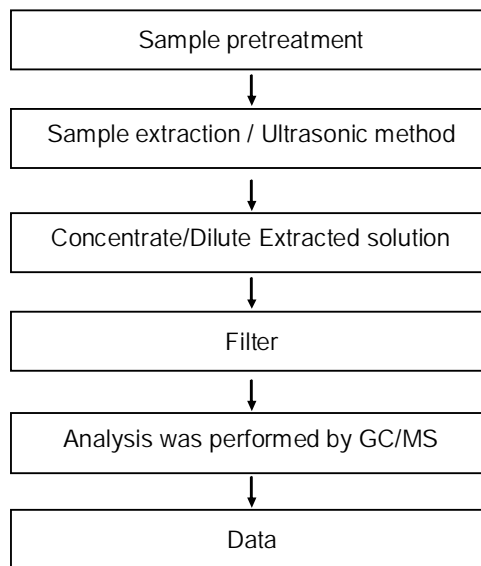 Sample pretreatment
Sample extraction / Ultrasonic method
Concentrate/Dilute Extracted solution
Filter
Analysis was performed by GC/MS
Data